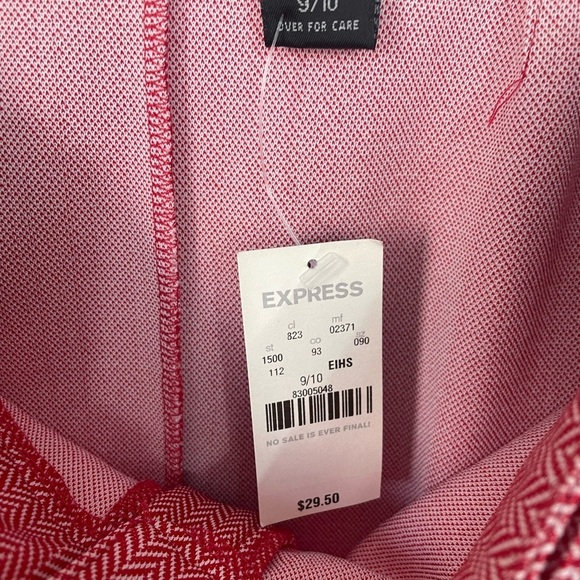 9/10
OVER FOR CARE
EXPRESS
cl mf
823 02371
st co sz
1500 93 090
112 EIHS
9/10
83005048
NO SALE IS EVER FINAL!
$29.50